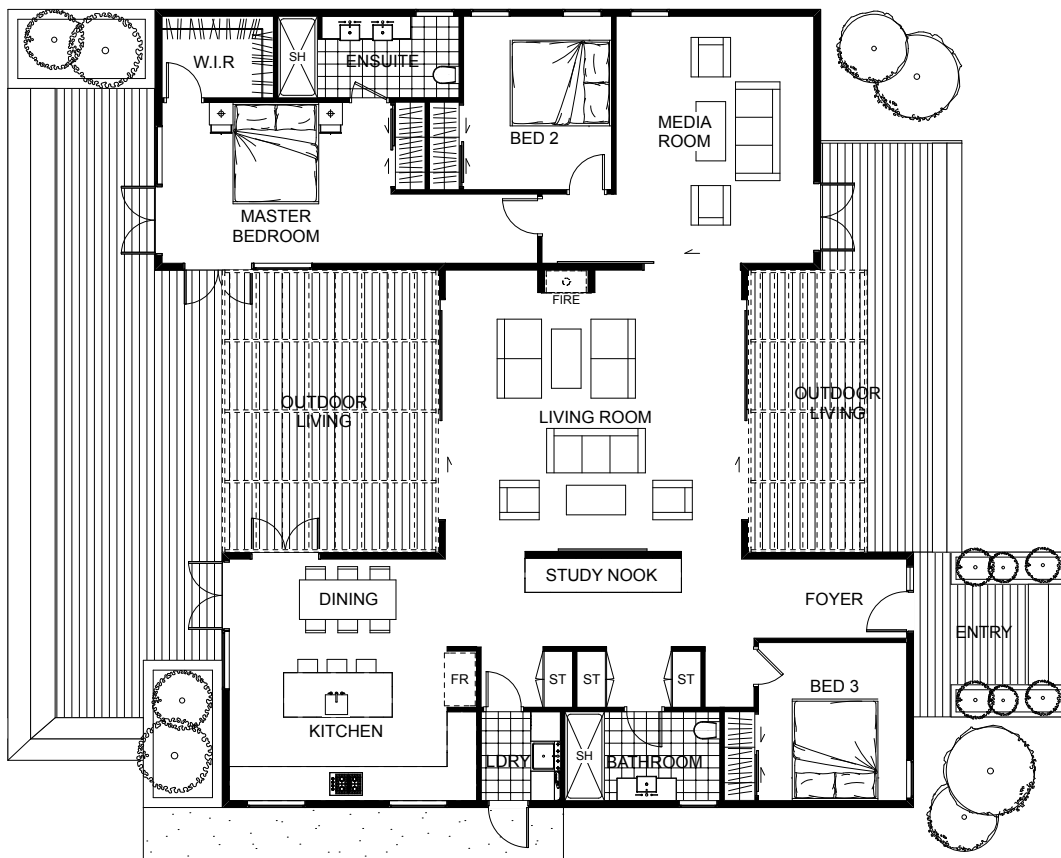 W.I.R
SH
ENSUITE
BED 2
MEDIA
ROOM
MASTER
BEDROOM
FIRE
OUTDOOR
LIVING
LIVING ROOM
OUTDOOR
LIVING
STUDY NOOK
DINING
FOYER
ENTRY
FR.
ST
ST
ST
BED 3
KITCHEN
LDRY
SH
BATHROOM